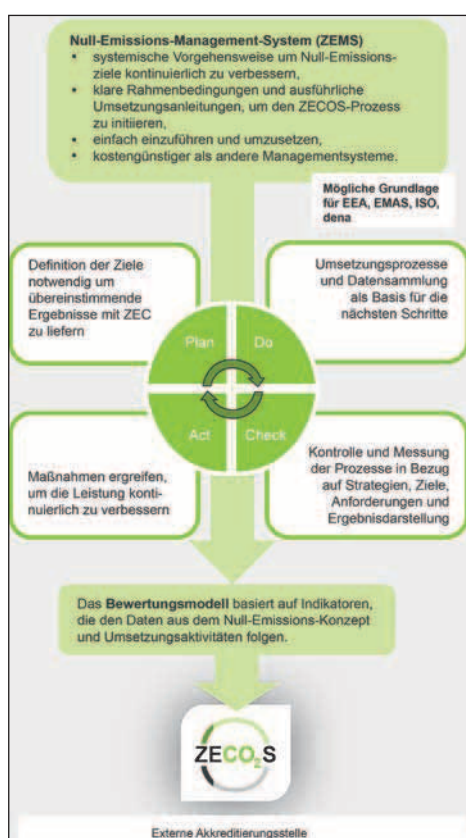 Null-Emissions-Management-System (ZEMS)
• systemische Vorgehensweise um Null-Emissions-
ziele kontinuierlich zu verbessern,
• klare Rahmenbedingungen und ausführliche
Umsetzungsanleitungen, um den ZECOS-Prozess
zu initiieren,
• einfach einzuführen und umzusetzen,
• kostengünstiger als andere Managementsysteme.
Mögliche Grundlage
für EEA, EMAS, ISO,
dena
Definition der Ziele
notwendig um
übereinstimmende
Ergebnisse mit ZEC
zu liefern
Umsetzungsprozesse
und Datensammlung
als Basis für die
nächsten Schritte
Plan
Do
Act
Check
Maßnahmen ergreifen,
um die Leistung konti-
nuierlich zu verbessern
Kontrolle und Messung
der Prozesse in Bezug
auf Strategien, Ziele,
Anforderungen und
Ergebnisdarstellung
Das Bewertungsmodell basiert auf Indikatoren,
die den Daten aus dem Null-Emissions-Konzept
und Umsetzungsaktivitäten folgen.
ZECO₂S
Externe Akkreditierungsstelle